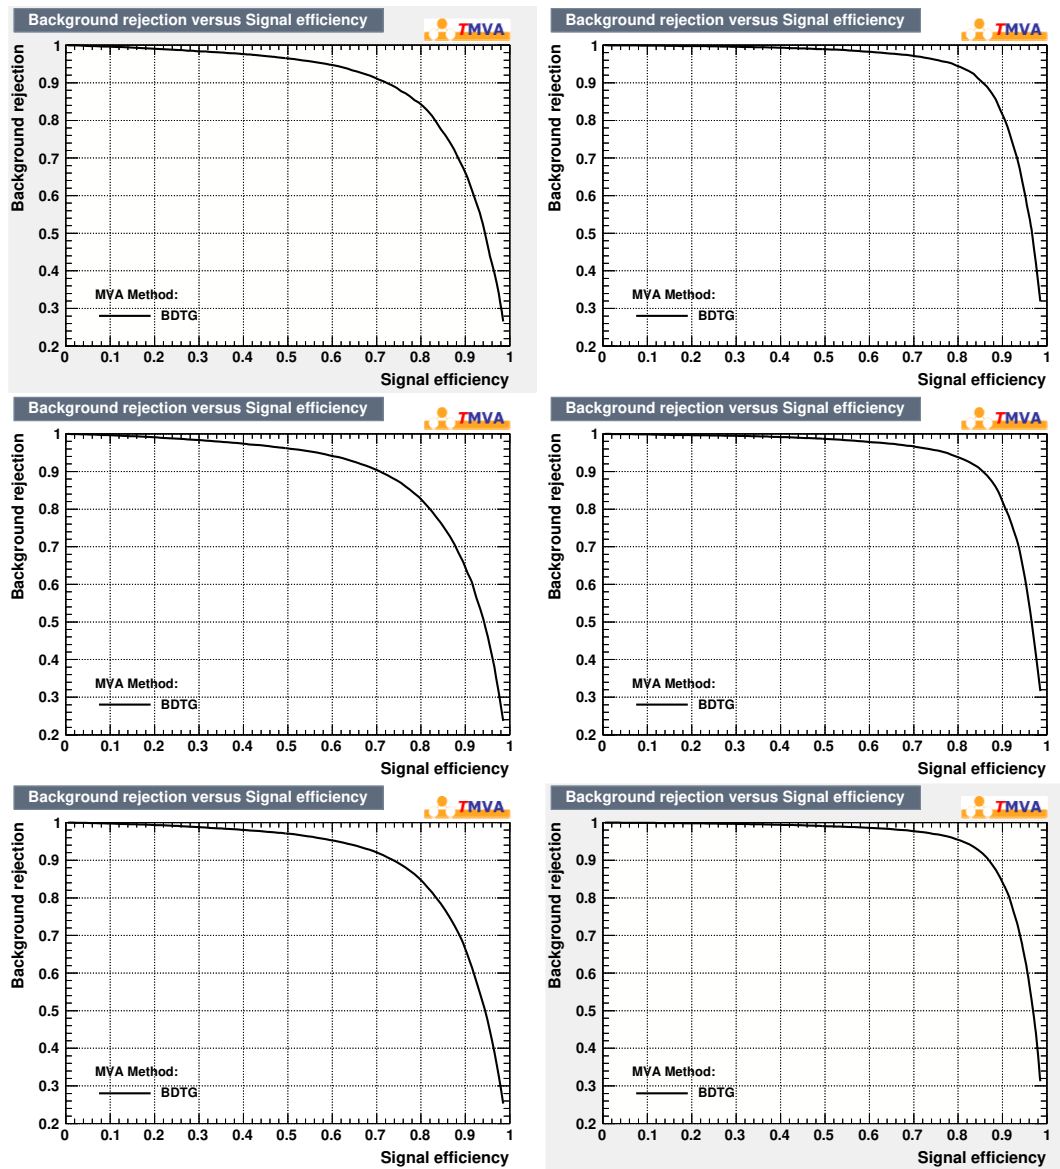 Background rejection versus Signal efficiency
TMVA
Background rejection
1
0.9
0.8
0.7
0.6
0.5
0.4
0.3
0.2
MVA Method:
BDTG
0 0.1 0.2 0.3 0.4 0.5 0.6 0.7 0.8 0.9 1
Signal efficiency
Background rejection versus Signal efficiency
TMVA
Background rejection
1
0.9
0.8
0.7
0.6
0.5
0.4
0.3
0.2
MVA Method:
BDTG
0 0.1 0.2 0.3 0.4 0.5 0.6 0.7 0.8 0.9 1
Signal efficiency
Background rejection versus Signal efficiency
TMVA
Background rejection
1
0.9
0.8
0.7
0.6
0.5
0.4
0.3
0.2
MVA Method:
BDTG
0 0.1 0.2 0.3 0.4 0.5 0.6 0.7 0.8 0.9 1
Signal efficiency
Background rejection versus Signal efficiency
TMVA
Background rejection
1
0.9
0.8
0.7
0.6
0.5
0.4
0.3
0.2
MVA Method:
BDTG
0 0.1 0.2 0.3 0.4 0.5 0.6 0.7 0.8 0.9 1
Signal efficiency
Background rejection versus Signal efficiency
TMVA
Background rejection
1
0.9
0.8
0.7
0.6
0.5
0.4
0.3
0.2
MVA Method:
BDTG
0 0.1 0.2 0.3 0.4 0.5 0.6 0.7 0.8 0.9 1
Signal efficiency
Background rejection versus Signal efficiency
TMVA
Background rejection
1
0.9
0.8
0.7
0.6
0.5
0.4
0.3
0.2
MVA Method:
BDTG
0 0.1 0.2 0.3 0.4 0.5 0.6 0.7 0.8 0.9 1
Signal efficiency